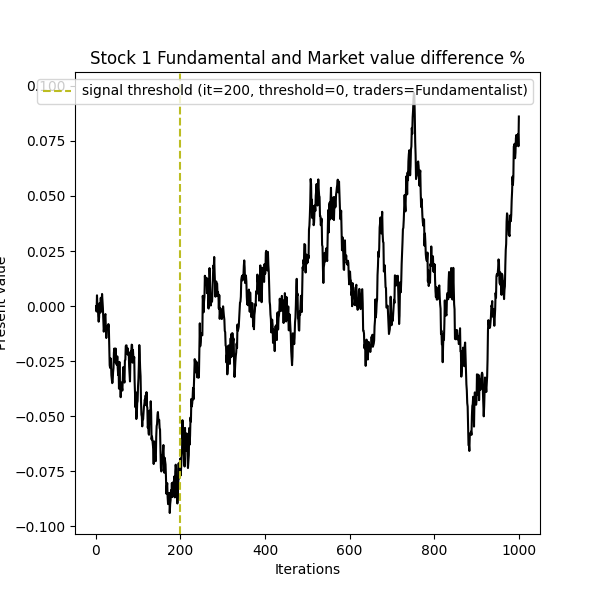 Stock 1 Fundamental and Market value difference %
signal threshold (it=200, threshold=0, traders=Fundamentalist)
0.100
0.075
0.050
0.025
0.000
−0.025
−0.050
−0.075
−0.100
Present value
0 200 400 600 800 1000
Iterations